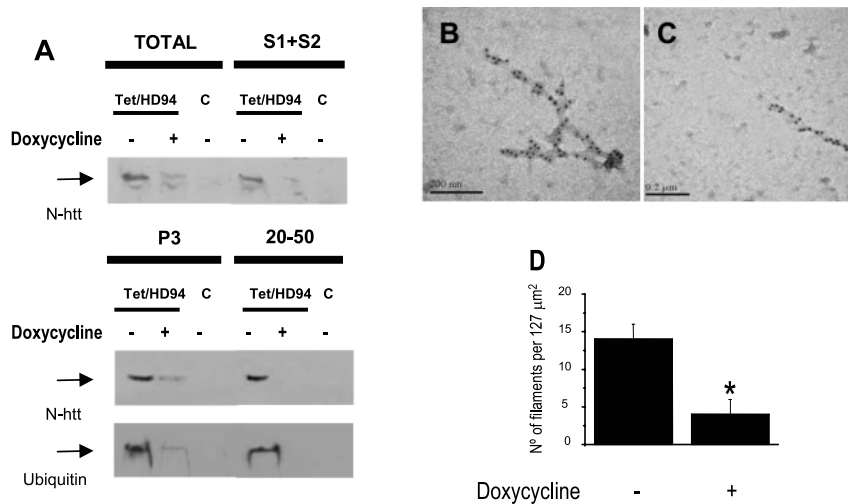 A
TOTAL S1+S2
Tet/HD94 C Tet/HD94 C
Doxycycline - + - - + -
N-htt
P3 20-50
Tet/HD94 C Tet/HD94 C
Doxycycline - + - - + -
N-htt
Ubiquitin
B
200 nm
C
0.2 µm
D
Nº of filaments per 127 µm²
20
15
10
5
0
*
Doxycycline - +